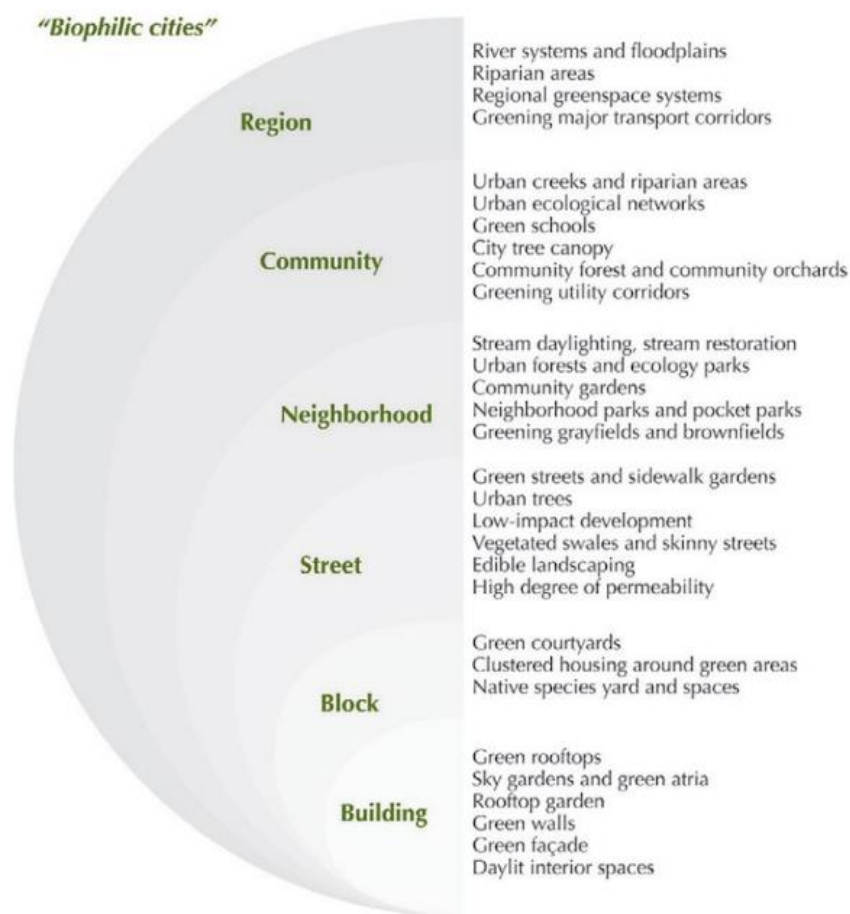 “Biophilic cities”
Region
River systems and floodplains
Riparian areas
Regional greenspace systems
Greening major transport corridors
Community
Urban creeks and riparian areas
Urban ecological networks
Green schools
City tree canopy
Community forest and community orchards
Greening utility corridors
Neighborhood
Stream daylighting, stream restoration
Urban forests and ecology parks
Community gardens
Neighborhood parks and pocket parks
Greening grayfields and brownfields
Street
Green streets and sidewalk gardens
Urban trees
Low-impact development
Vegetated swales and skinny streets
Edible landscaping
High degree of permeability
Block
Green courtyards
Clustered housing around green areas
Native species yard and spaces
Building
Green rooftops
Sky gardens and green atria
Rooftop garden
Green walls
Green façade
Daylit interior spaces